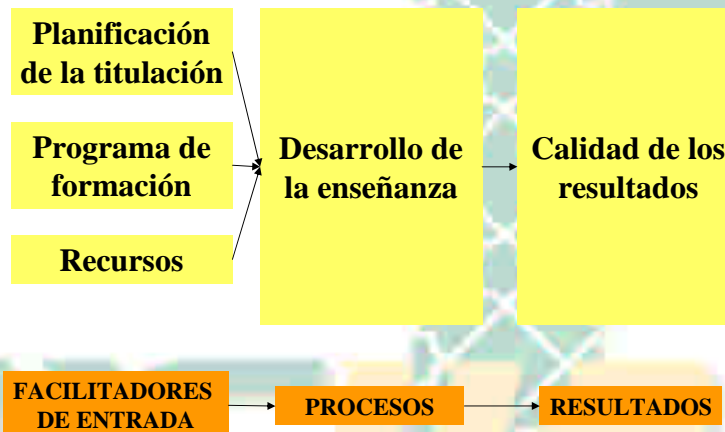 Planificación
de la titulación
Programa de
formación
Recursos
Desarrollo de
la enseñanza
Calidad de los
resultados
FACILITADORES
DE ENTRADA
PROCESOS
RESULTADOS